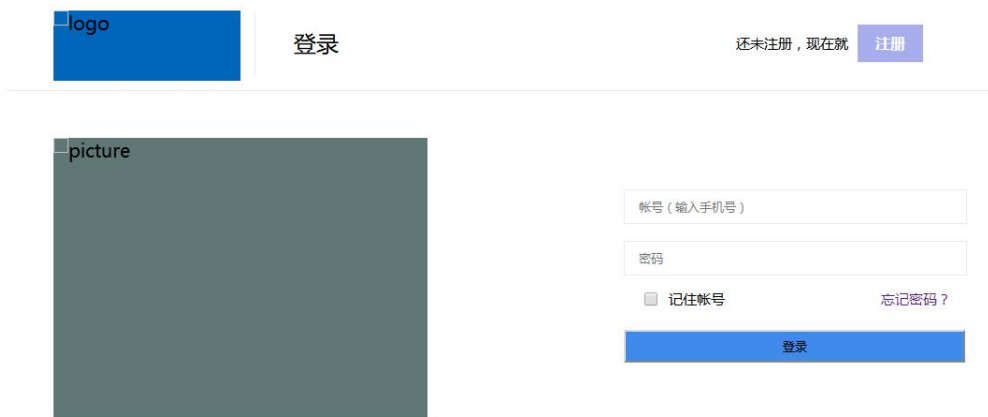 logo
登录
还未注册，现在就 注册
picture
帐号（输入手机号）
密码
记住帐号 忘记密码？
登录